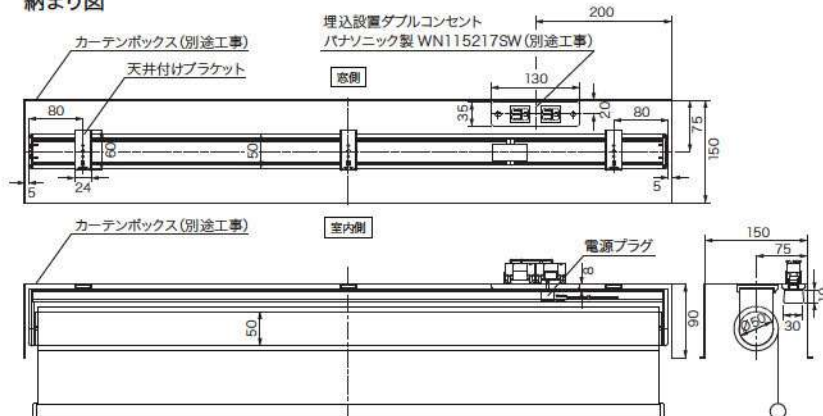 納まり図
200
埋込設置ダブルコンセント
パナソニック製 WN115217SW(別途工事)
カーテンボックス(別途工事)
天井付けブラケット
窓側
130
80
35
20
80
75
150
60
50
5
24
5
カーテンボックス(別途工事)
室内側
電源プラグ
150
75
8
50
90
Ø50
30
10